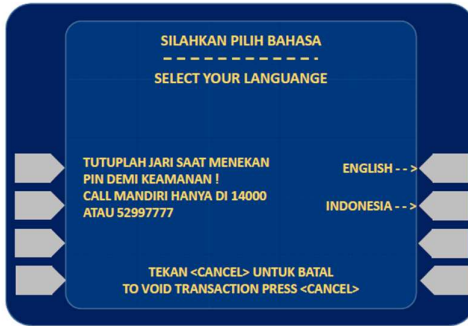 SILAHKAN PILIH BAHASA
- - - - - - - - - - - - - -
SELECT YOUR LANGUANGE
TUTUPLAH JARI SAAT MENEKAN
PIN DEMI KEAMANAN !
CALL MANDIRI HANYA DI 14000
ATAU 52997777
ENGLISH - - >
INDONESIA - - >
TEKAN <CANCEL> UNTUK BATAL
TO VOID TRANSACTION PRESS <CANCEL>